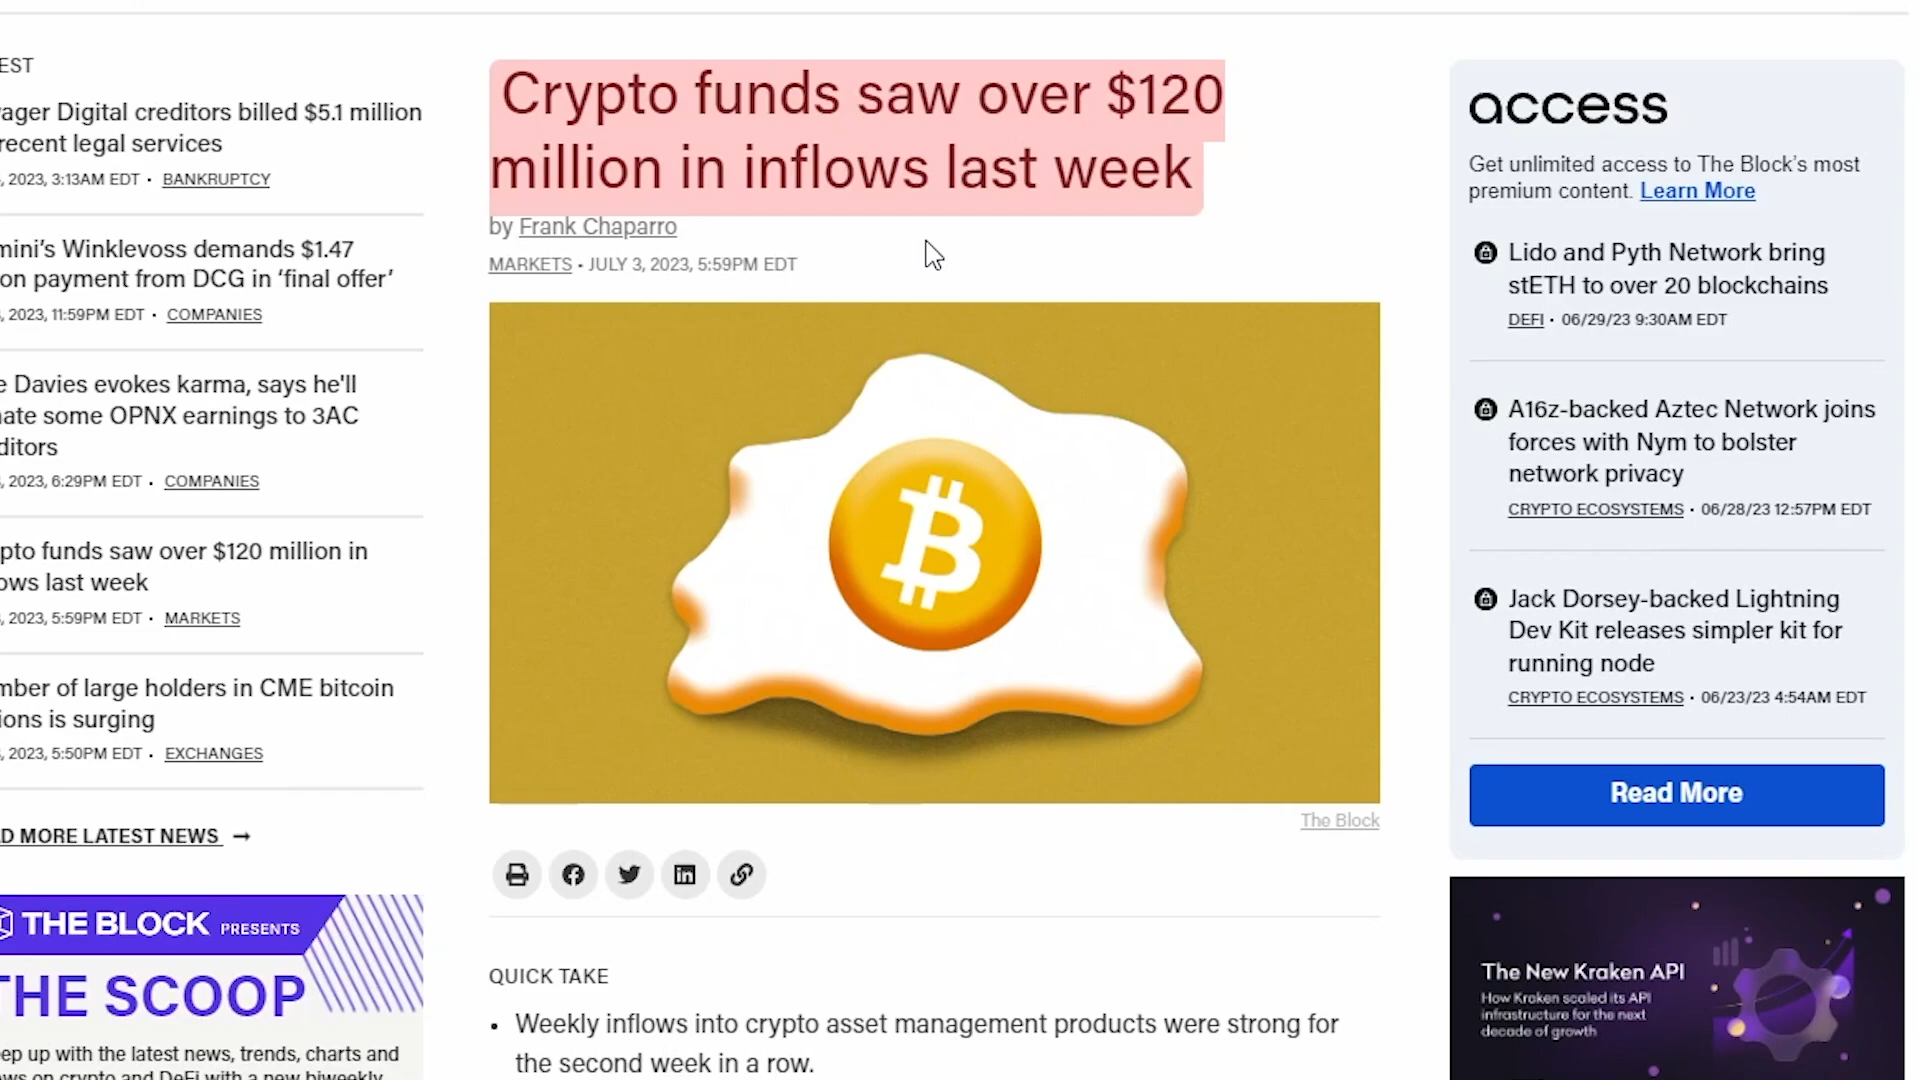 EST
ager Digital creditors billed $5.1 million
recent legal services
, 2023, 3:13AM EDT • BANKRUPTCY
mini’s Winklevoss demands $1.47
on payment from DCG in ‘final offer’
, 2023, 11:59PM EDT • COMPANIES
e Davies evokes karma, says he'll
ate some OPNX earnings to 3AC
ditors
, 2023, 6:29PM EDT • COMPANIES
pto funds saw over $120 million in
ows last week
, 2023, 5:59PM EDT • MARKETS
mber of large holders in CME bitcoin
ions is surging
, 2023, 5:50PM EDT • EXCHANGES
D MORE LATEST NEWS →
THE BLOCK PRESENTS
THE SCOOP
ep up with the latest news, trends, charts and
ws on crypto and DeFi with a new biweekly
Crypto funds saw over $120
million in inflows last week
by Frank Chaparro
MARKETS • JULY 3, 2023, 5:59PM EDT
The Block
QUICK TAKE
• Weekly inflows into crypto asset management products were strong for
the second week in a row.
access
Get unlimited access to The Block’s most
premium content. Learn More
Lido and Pyth Network bring
stETH to over 20 blockchains
DEFI • 06/29/23 9:30AM EDT
A16z-backed Aztec Network joins
forces with Nym to bolster
network privacy
CRYPTO ECOSYSTEMS • 06/28/23 12:57PM EDT
Jack Dorsey-backed Lightning
Dev Kit releases simpler kit for
running node
CRYPTO ECOSYSTEMS • 06/23/23 4:54AM EDT
Read More
The New Kraken API
How Kraken scaled its API
infrastructure for the next
decade of growth